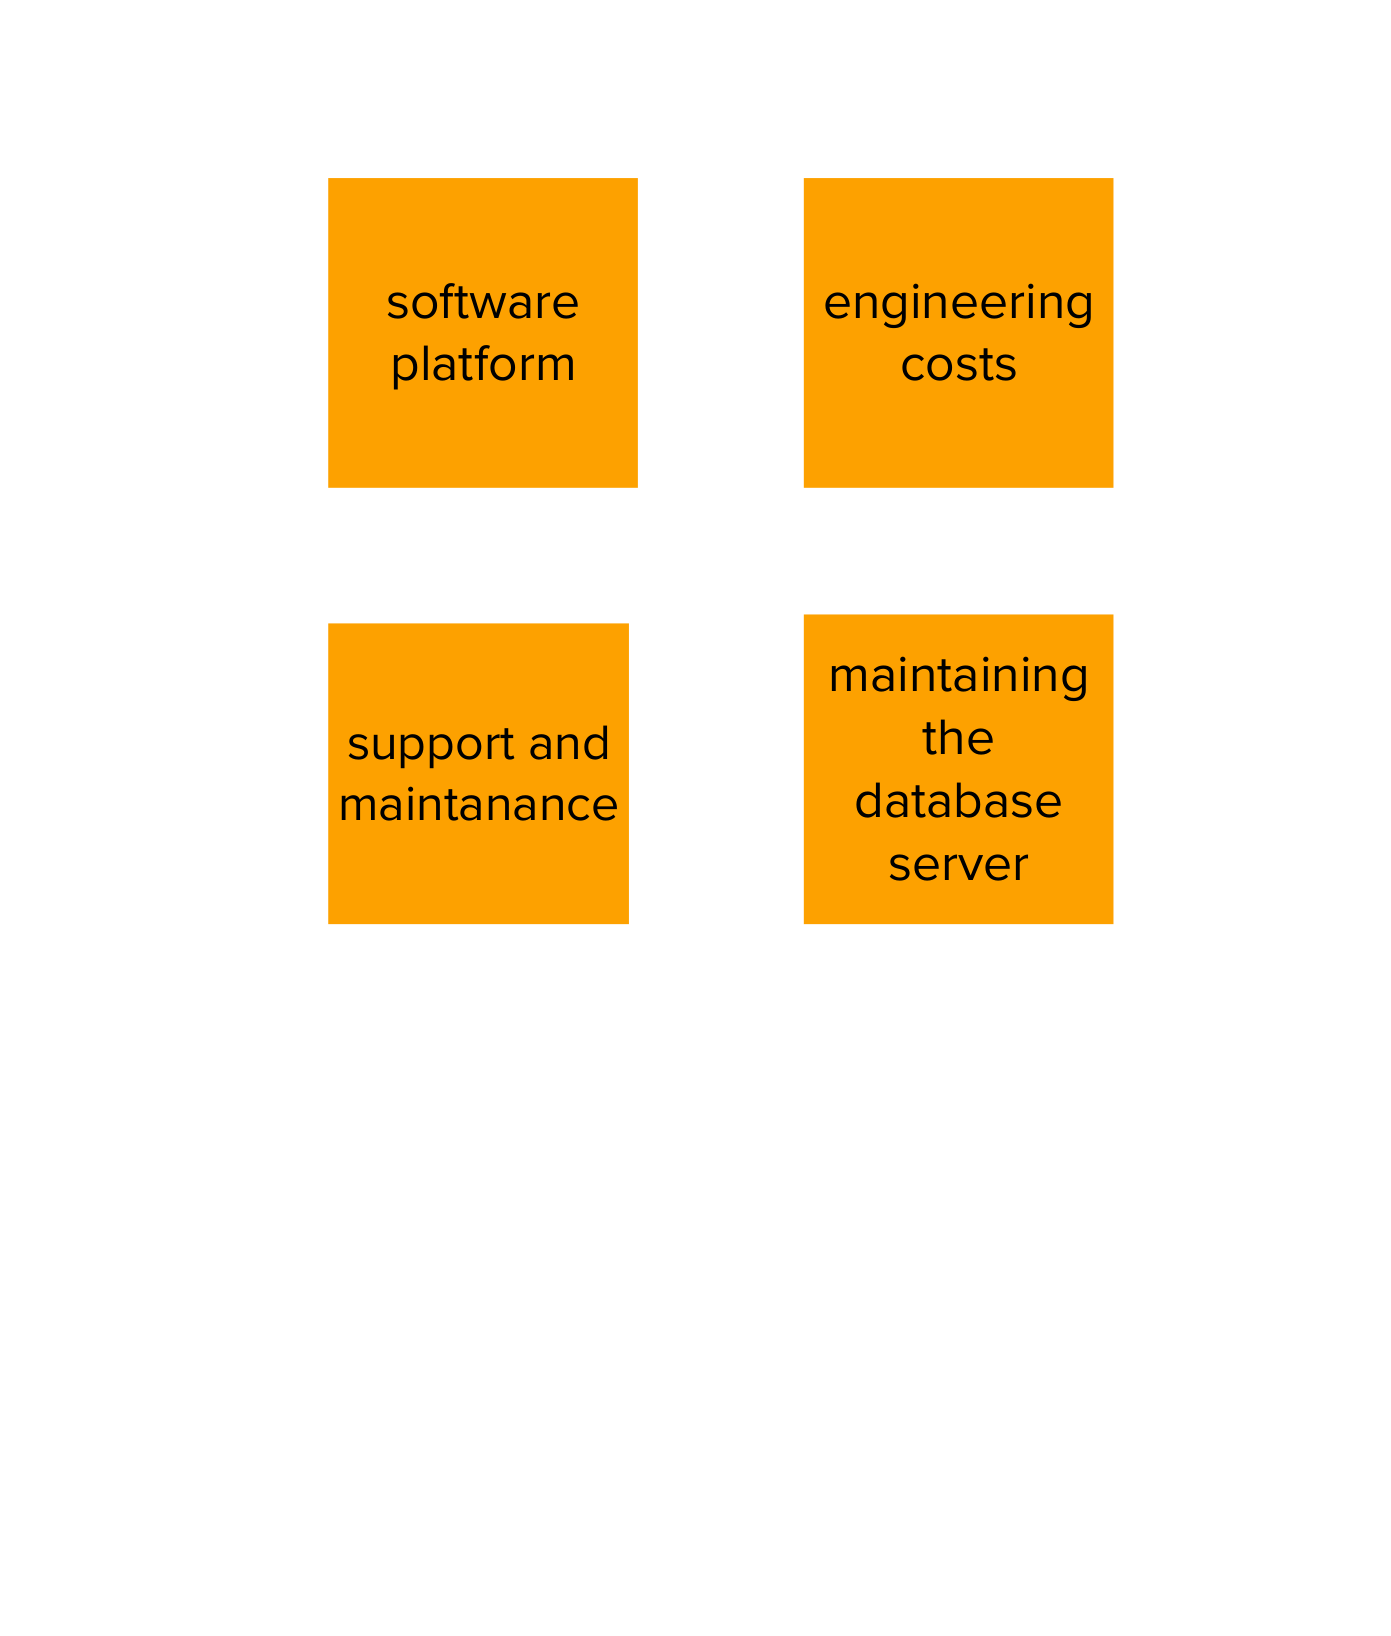 software
platform
engineering
costs
support and
maintanance
maintaining
the
database
server